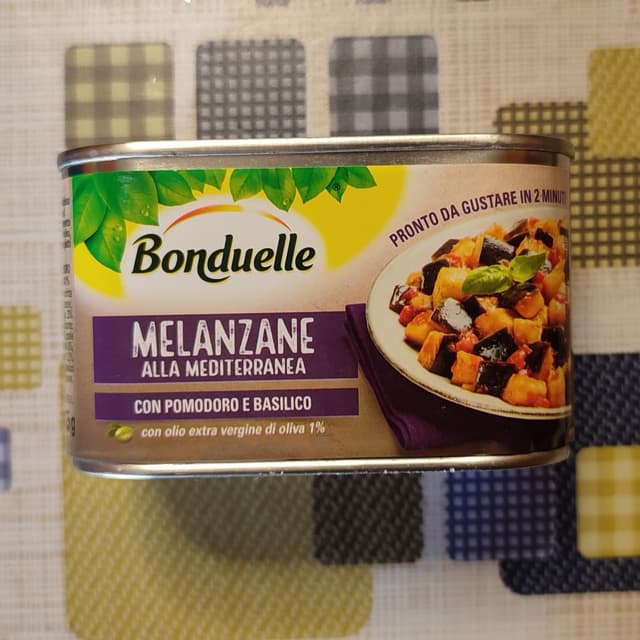 PRONTO DA GUSTARE IN 2 MINUTI
Bonduelle
MELANZANE
ALLA MEDITERRANEA
CON POMODORO E BASILICO
con olio extra vergine di oliva 1%